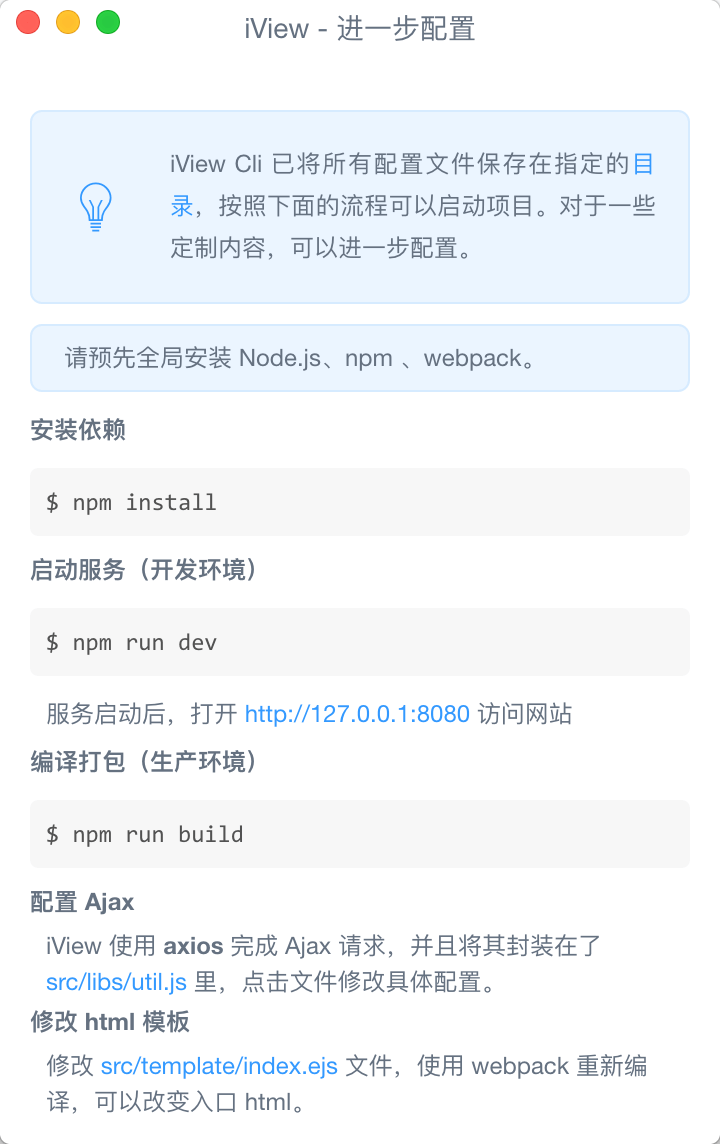 iView - 进一步配置
iView Cli 已将所有配置文件保存在指定的目
录，按照下面的流程可以启动项目。对于一些
定制内容，可以进一步配置。
请预先全局安装 Node.js、npm 、webpack。
安装依赖
$ npm install
启动服务（开发环境）
$ npm run dev
服务启动后，打开 http://127.0.0.1:8080 访问网站
编译打包（生产环境）
$ npm run build
配置 Ajax
iView 使用 axios 完成 Ajax 请求，并且将其封装在了
src/libs/util.js 里，点击文件修改具体配置。
修改 html 模板
修改 src/template/index.ejs 文件，使用 webpack 重新编
译，可以改变入口 html。